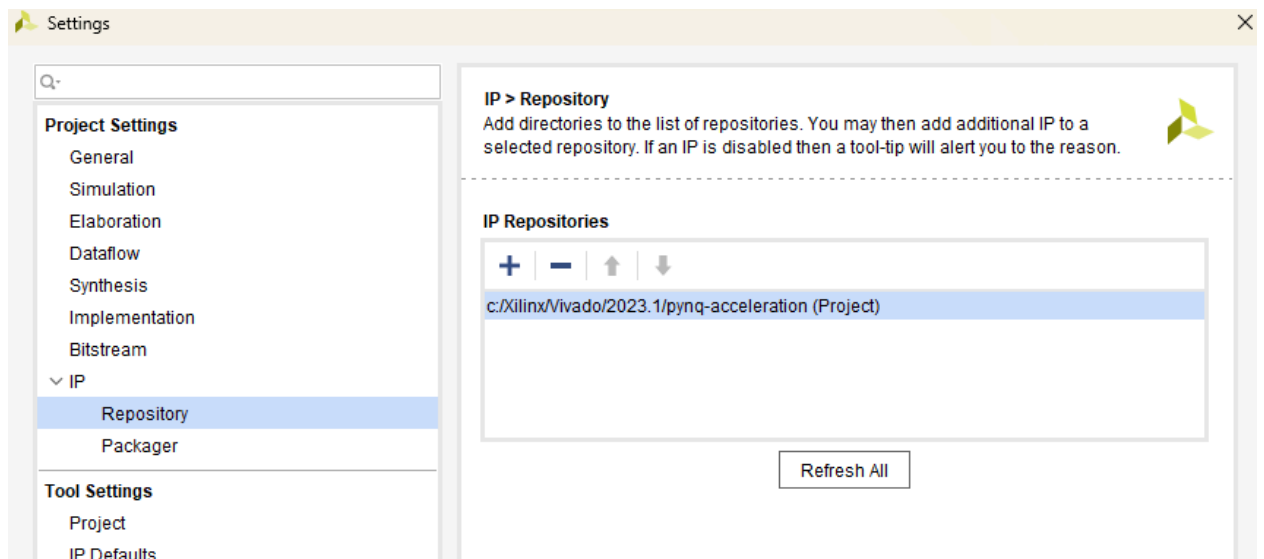 Settings
Project Settings
General
Simulation
Elaboration
Dataflow
Synthesis
Implementation
Bitstream
IP
Repository
Packager
Tool Settings
Project
IP Defaults
IP > Repository
Add directories to the list of repositories. You may then add additional IP to a
selected repository. If an IP is disabled then a tool-tip will alert you to the reason.
IP Repositories
c:/Xilinx/Vivado/2023.1/pynq-acceleration (Project)
Refresh All